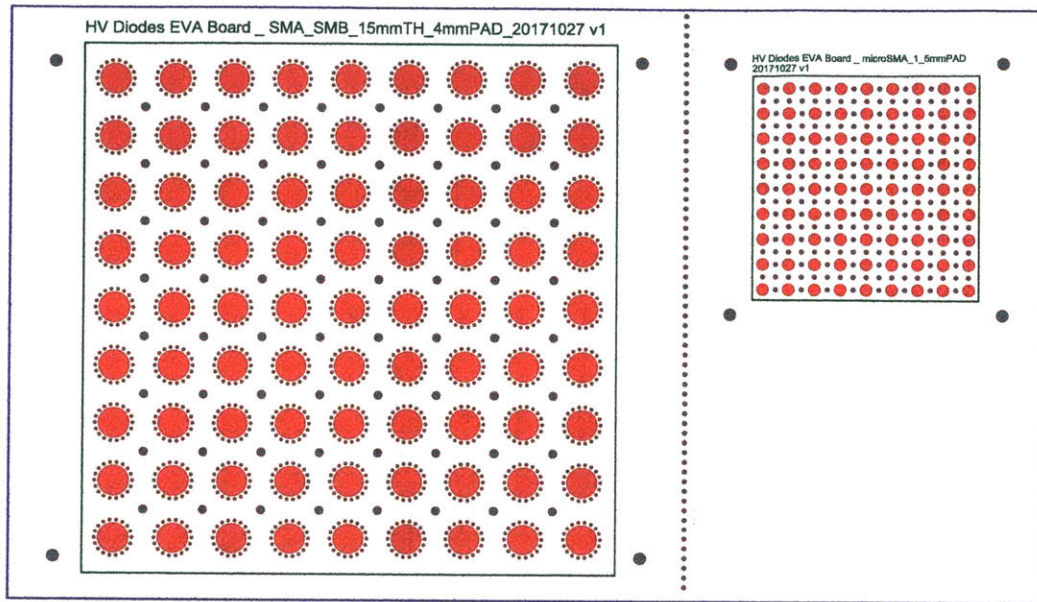 HV Diodes EVA Board _ SMA_SMB_15mmTH_4mmPAD_20171027 v1
HV Diodes EVA Board _ microSMA_1_5mmPAD
20171027 v1